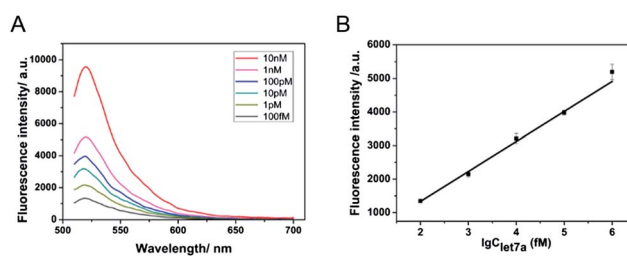 A
Fluorescence intensity/ a.u.
10000
8000
6000
4000
2000
0
500
550
600
650
700
Wavelength/ nm
10nM
1nM
100pM
10pM
1pM
100fM
B
Fluorescence intensity/ a.u.
6000
5000
4000
3000
2000
1000
2
3
4
5
6
lgClet7a (fM)